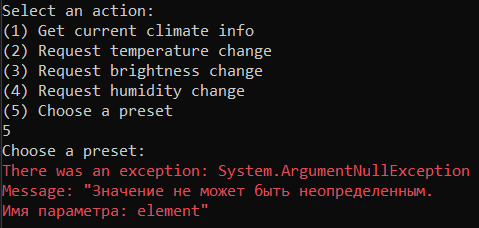 Select an action:
(1) Get current climate info
(2) Request temperature change
(3) Request brightness change
(4) Request humidity change
(5) Choose a preset
5
Choose a preset:
There was an exception: System.ArgumentNullException
Message: "Значение не может быть неопределенным.
Имя параметра: element"